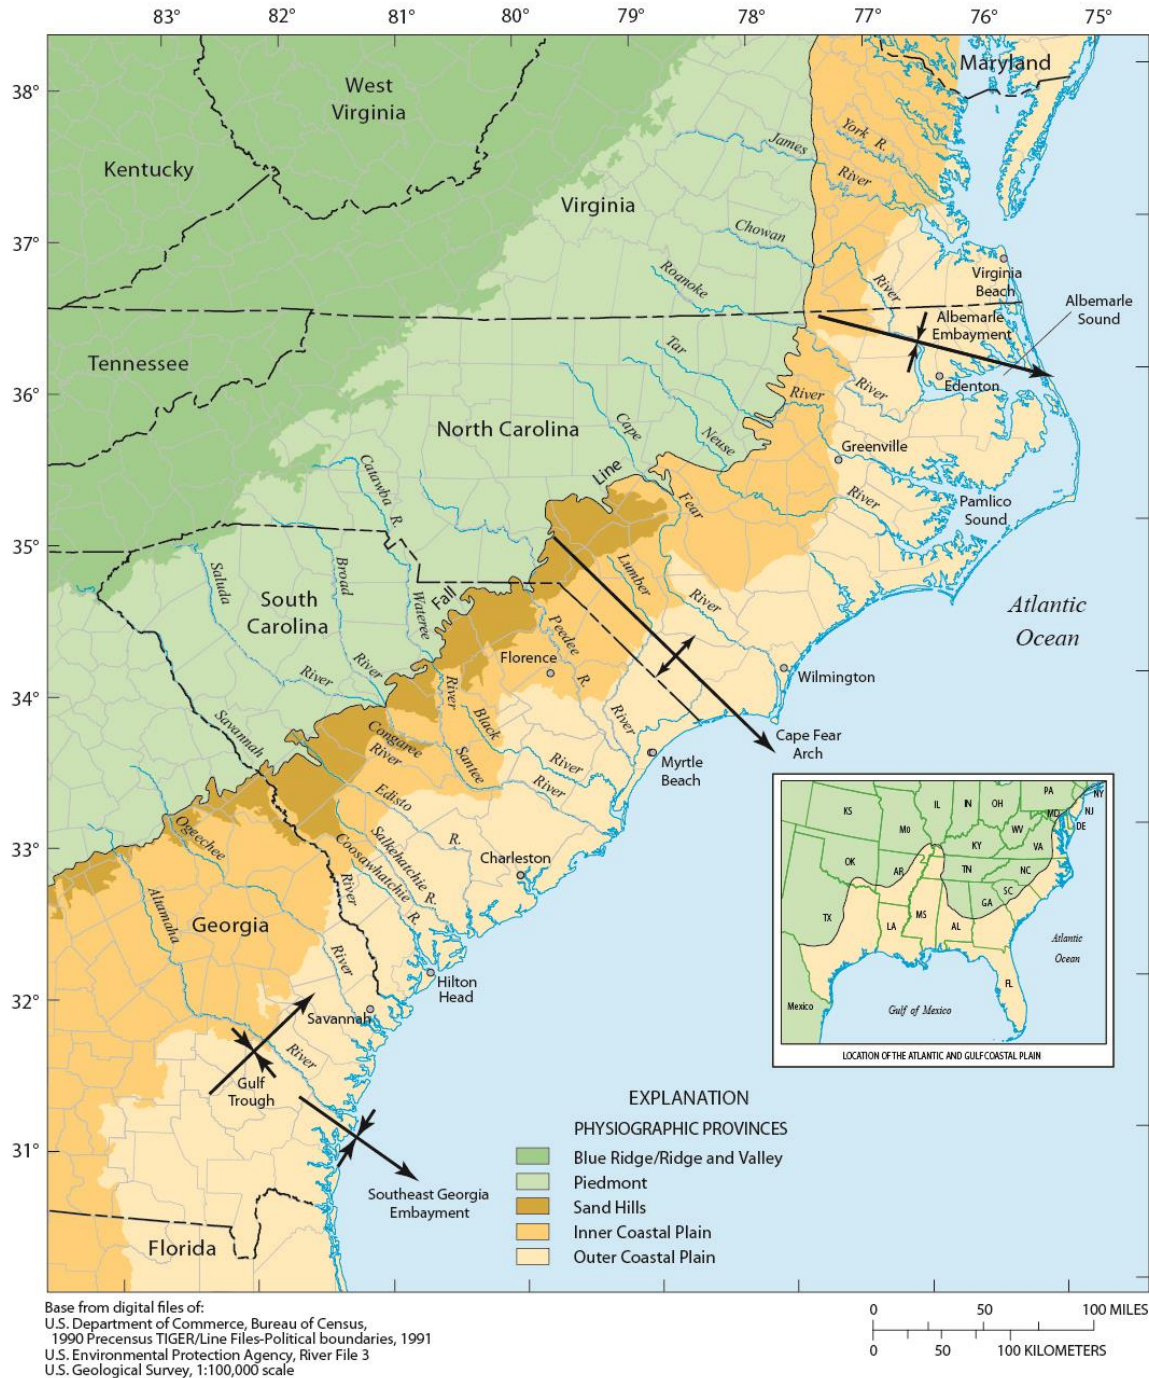 83°
82°
81°
80°
79°
78°
77°
76°
75°
38°
37°
36°
35°
34°
33°
32°
31°
West
Virginia
Kentucky
Maryland
York R.
James
River
Virginia
Chowan
River
Roanoke
River
Virginia
Beach
Albemarle
Sound
Albemarle
Embayment
Edenton
Tennessee
Tar
River
North Carolina
Cape
Fear
River
Neuse
River
Greenville
Pamlico
Sound
Catawba R.
Fall
Line
Lumber
Saluda
River
Broad
River
Wateree
River
South
Carolina
Peedee
R.
River
Florence
Wilmington
Atlantic
Ocean
Cape Fear
Arch
Savannah
River
Congaree
River
Black
River
Santee
River
Myrtle
Beach
Edisto
R.
Salkehatchie R.
Coosawhatchie R.
Charleston
Ogeechee
River
Altamaha
River
Georgia
Hilton
Head
Savannah
Gulf
Trough
Southeast Georgia
Embayment
Florida
KS
MO
IL
IN
OH
PA
NY
NJ
MD
DE
WV
VA
KY
OK
AR
TN
NC
SC
TX
LA
MS
AL
GA
FL
Mexico
Gulf of Mexico
Atlantic
Ocean
LOCATION OF THE ATLANTIC AND GULF COASTAL PLAIN
EXPLANATION
PHYSIOGRAPHIC PROVINCES
Blue Ridge/Ridge and Valley
Piedmont
Sand Hills
Inner Coastal Plain
Outer Coastal Plain
Base from digital files of:
U.S. Department of Commerce, Bureau of Census,
1990 Precensus TIGER/Line Files-Political boundaries, 1991
U.S. Environmental Protection Agency, River File 3
U.S. Geological Survey, 1:100,000 scale
0 50 100 MILES
0 50 100 KILOMETERS